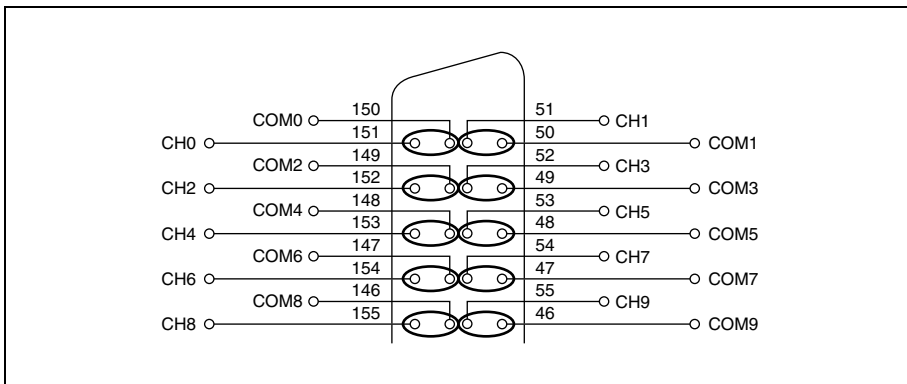 150 51
COM0 CH1
151 50
CH0 COM1
149 52
COM2 CH3
152 49
CH2 COM3
148 53
COM4 CH5
153 48
CH4 COM5
147 54
COM6 CH7
154 47
CH6 COM7
146 55
COM8 CH9
155 46
CH8 COM9